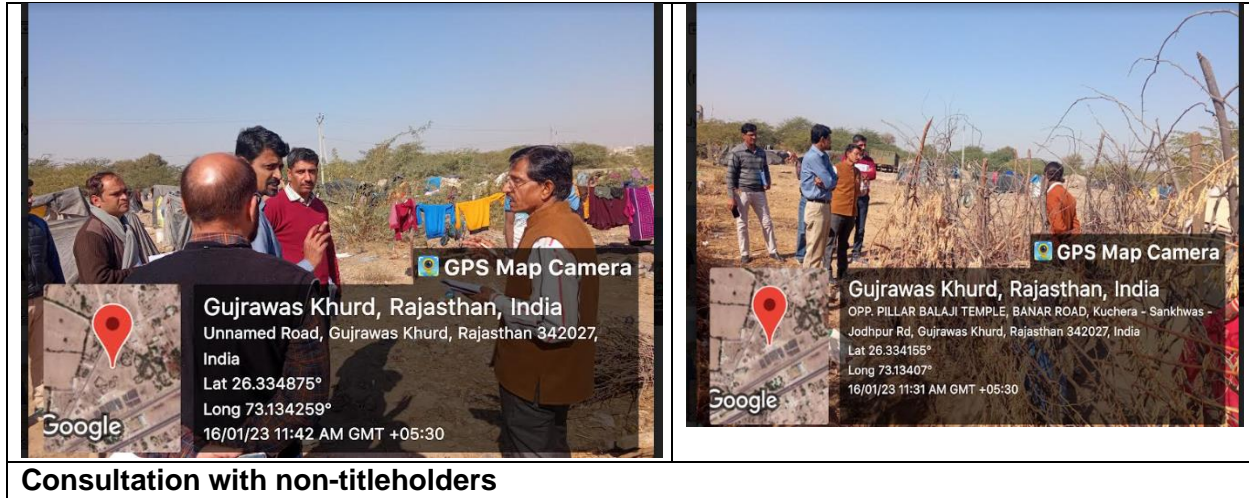 GPS Map Camera
Gujrawas Khurd, Rajasthan, India
Unnamed Road, Gujrawas Khurd, Rajasthan 342027,
India
Lat 26.334875°
Long 73.134259°
16/01/23 11:42 AM GMT +05:30
Google
GPS Map Camera
Gujrawas Khurd, Rajasthan, India
OPP. PILLAR BALAJI TEMPLE, BANAR ROAD, Kuchera - Sankhwas -
Jodhpur Rd, Gujrawas Khurd, Rajasthan 342027, India
Lat 26.334155°
Long 73.13407°
16/01/23 11:31 AM GMT +05:30
Google
Consultation with non-titleholders